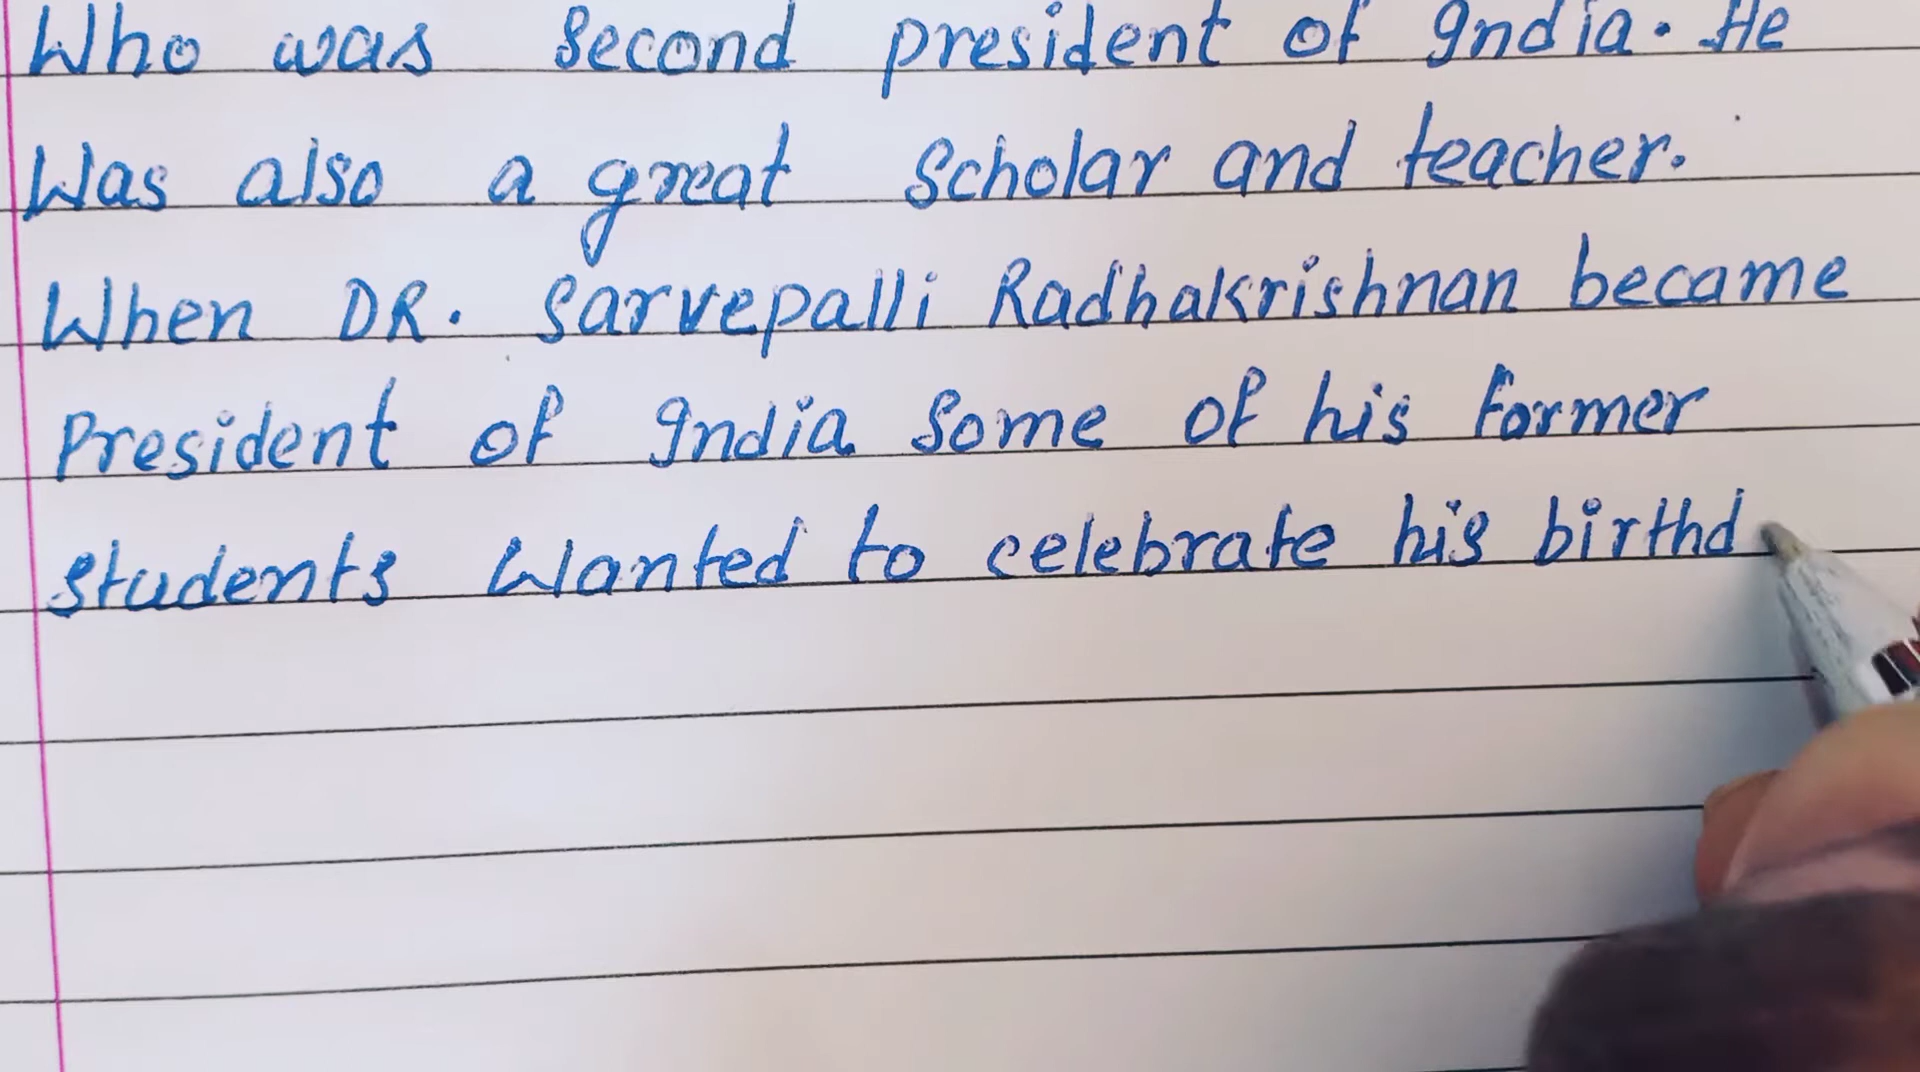 Who was Second president of India. He
Was also a great Scholar and teacher.
When DR. Sarvepalli Radhakrishnan became
President of India Some of his former
Students Wanted to celebrate his birthd